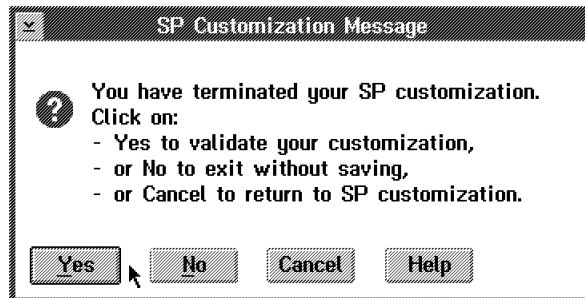 SP Customization Message
You have terminated your SP customization.
Click on:
- Yes to validate your customization,
- or No to exit without saving,
- or Cancel to return to SP customization.
Yes No Cancel Help